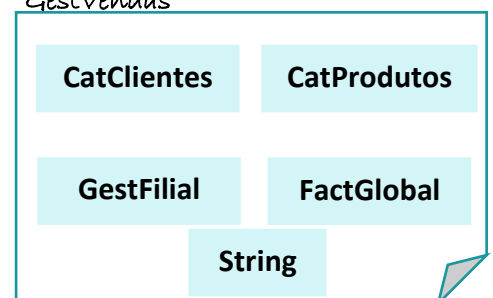 GestVendas
CatClientes CatProdutos
GestFilial FactGlobal
String